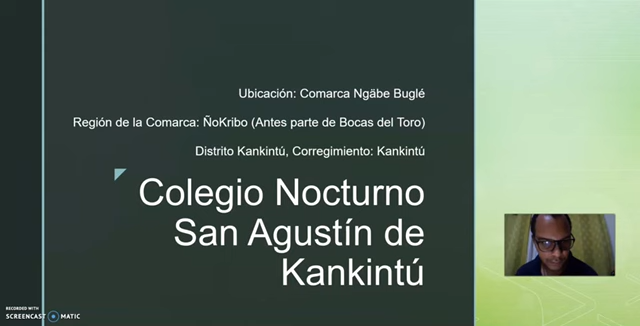 Ubicación: Comarca Ngäbe Buglé
Región de la Comarca: ÑoKribo (Antes parte de Bocas del Toro)
Distrito Kankintú, Corregimiento: Kankintú
Colegio Nocturno
San Agustín de
Kankintú
RECORDED WITH
SCREENCAST MATIC